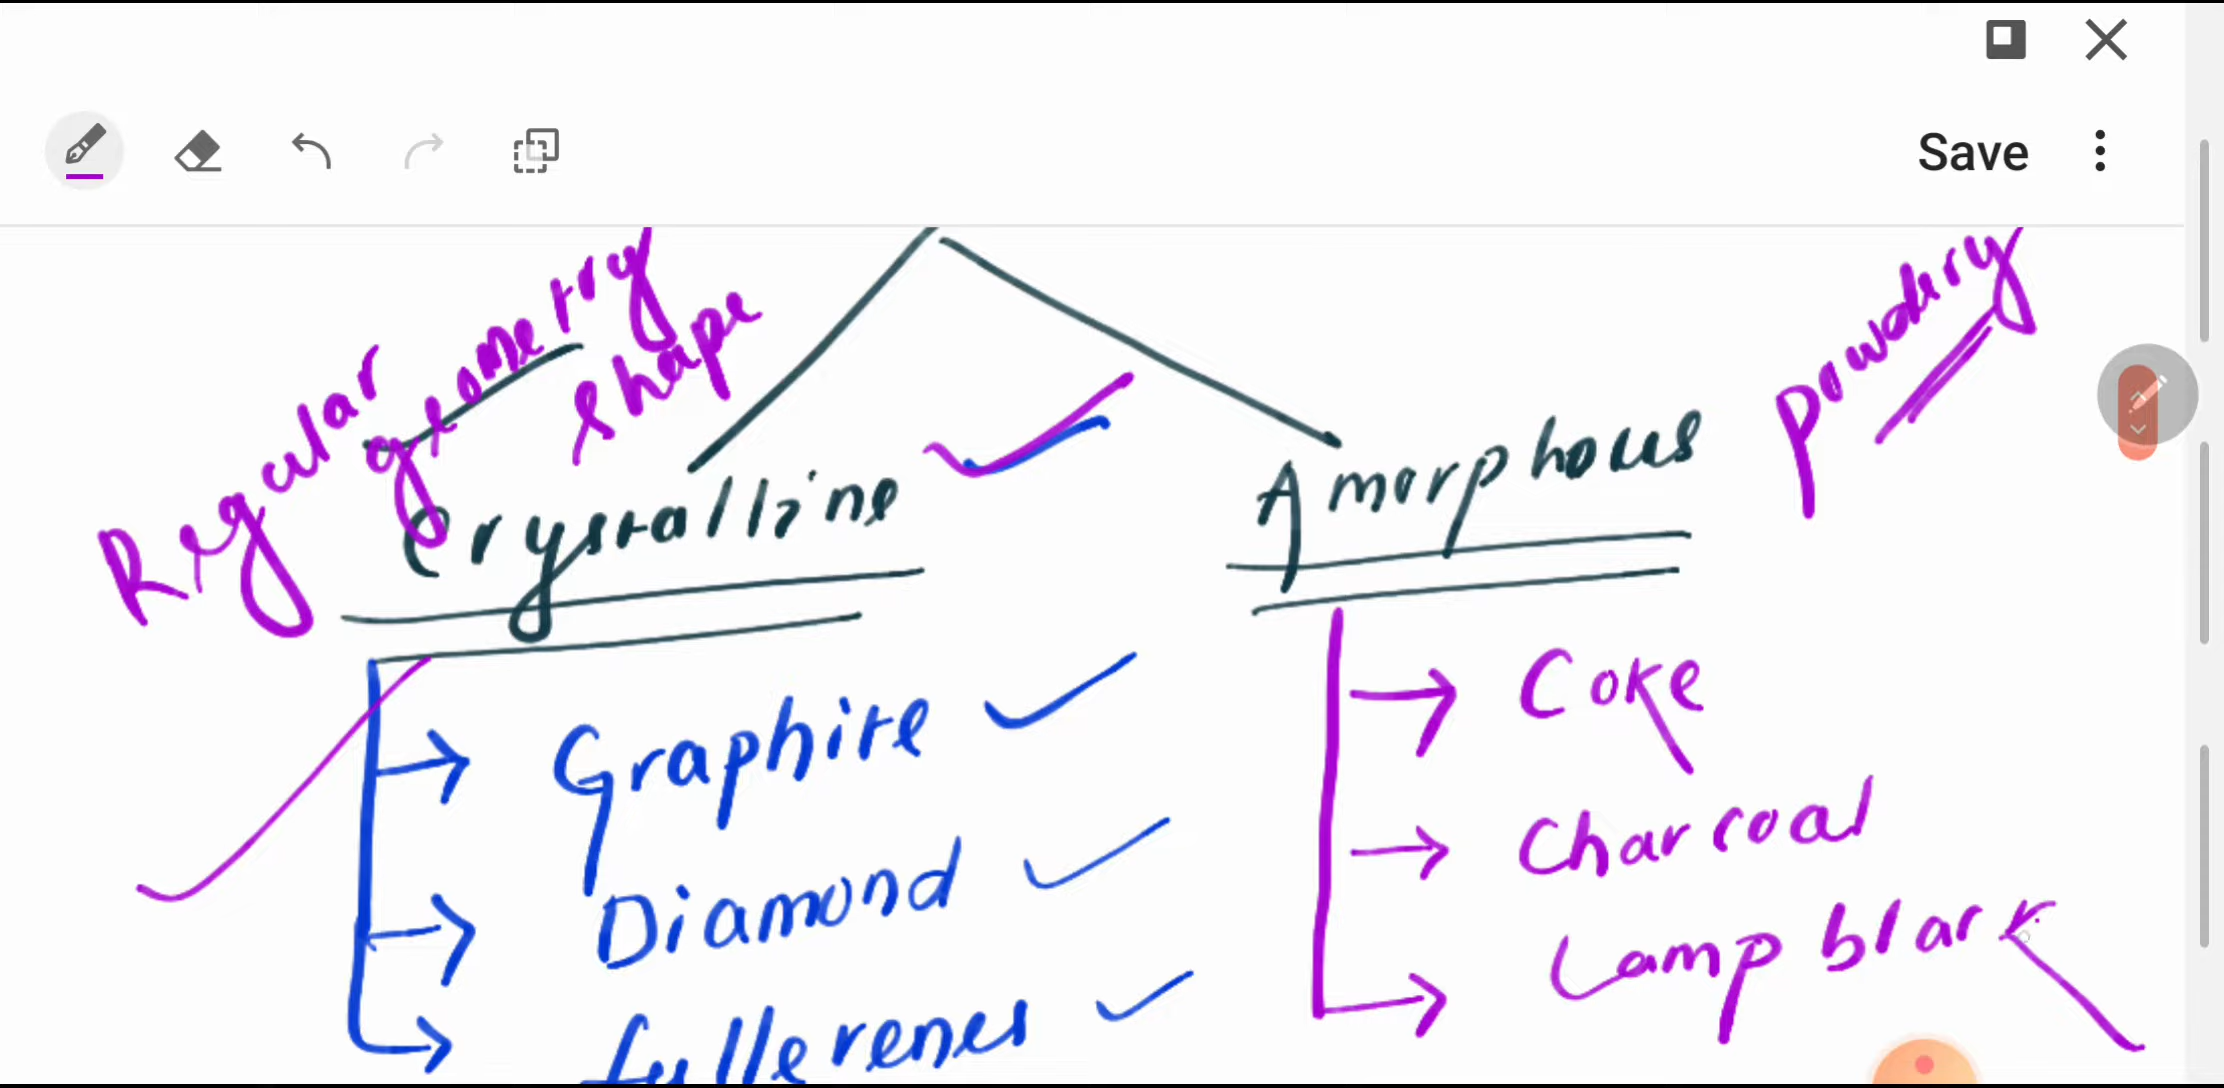 Save
Regular
geometry
shape
powdery
Crystalline
Amorphous
Graphite
Diamond
fullerenes
Coke
Charcoal
Lamp black